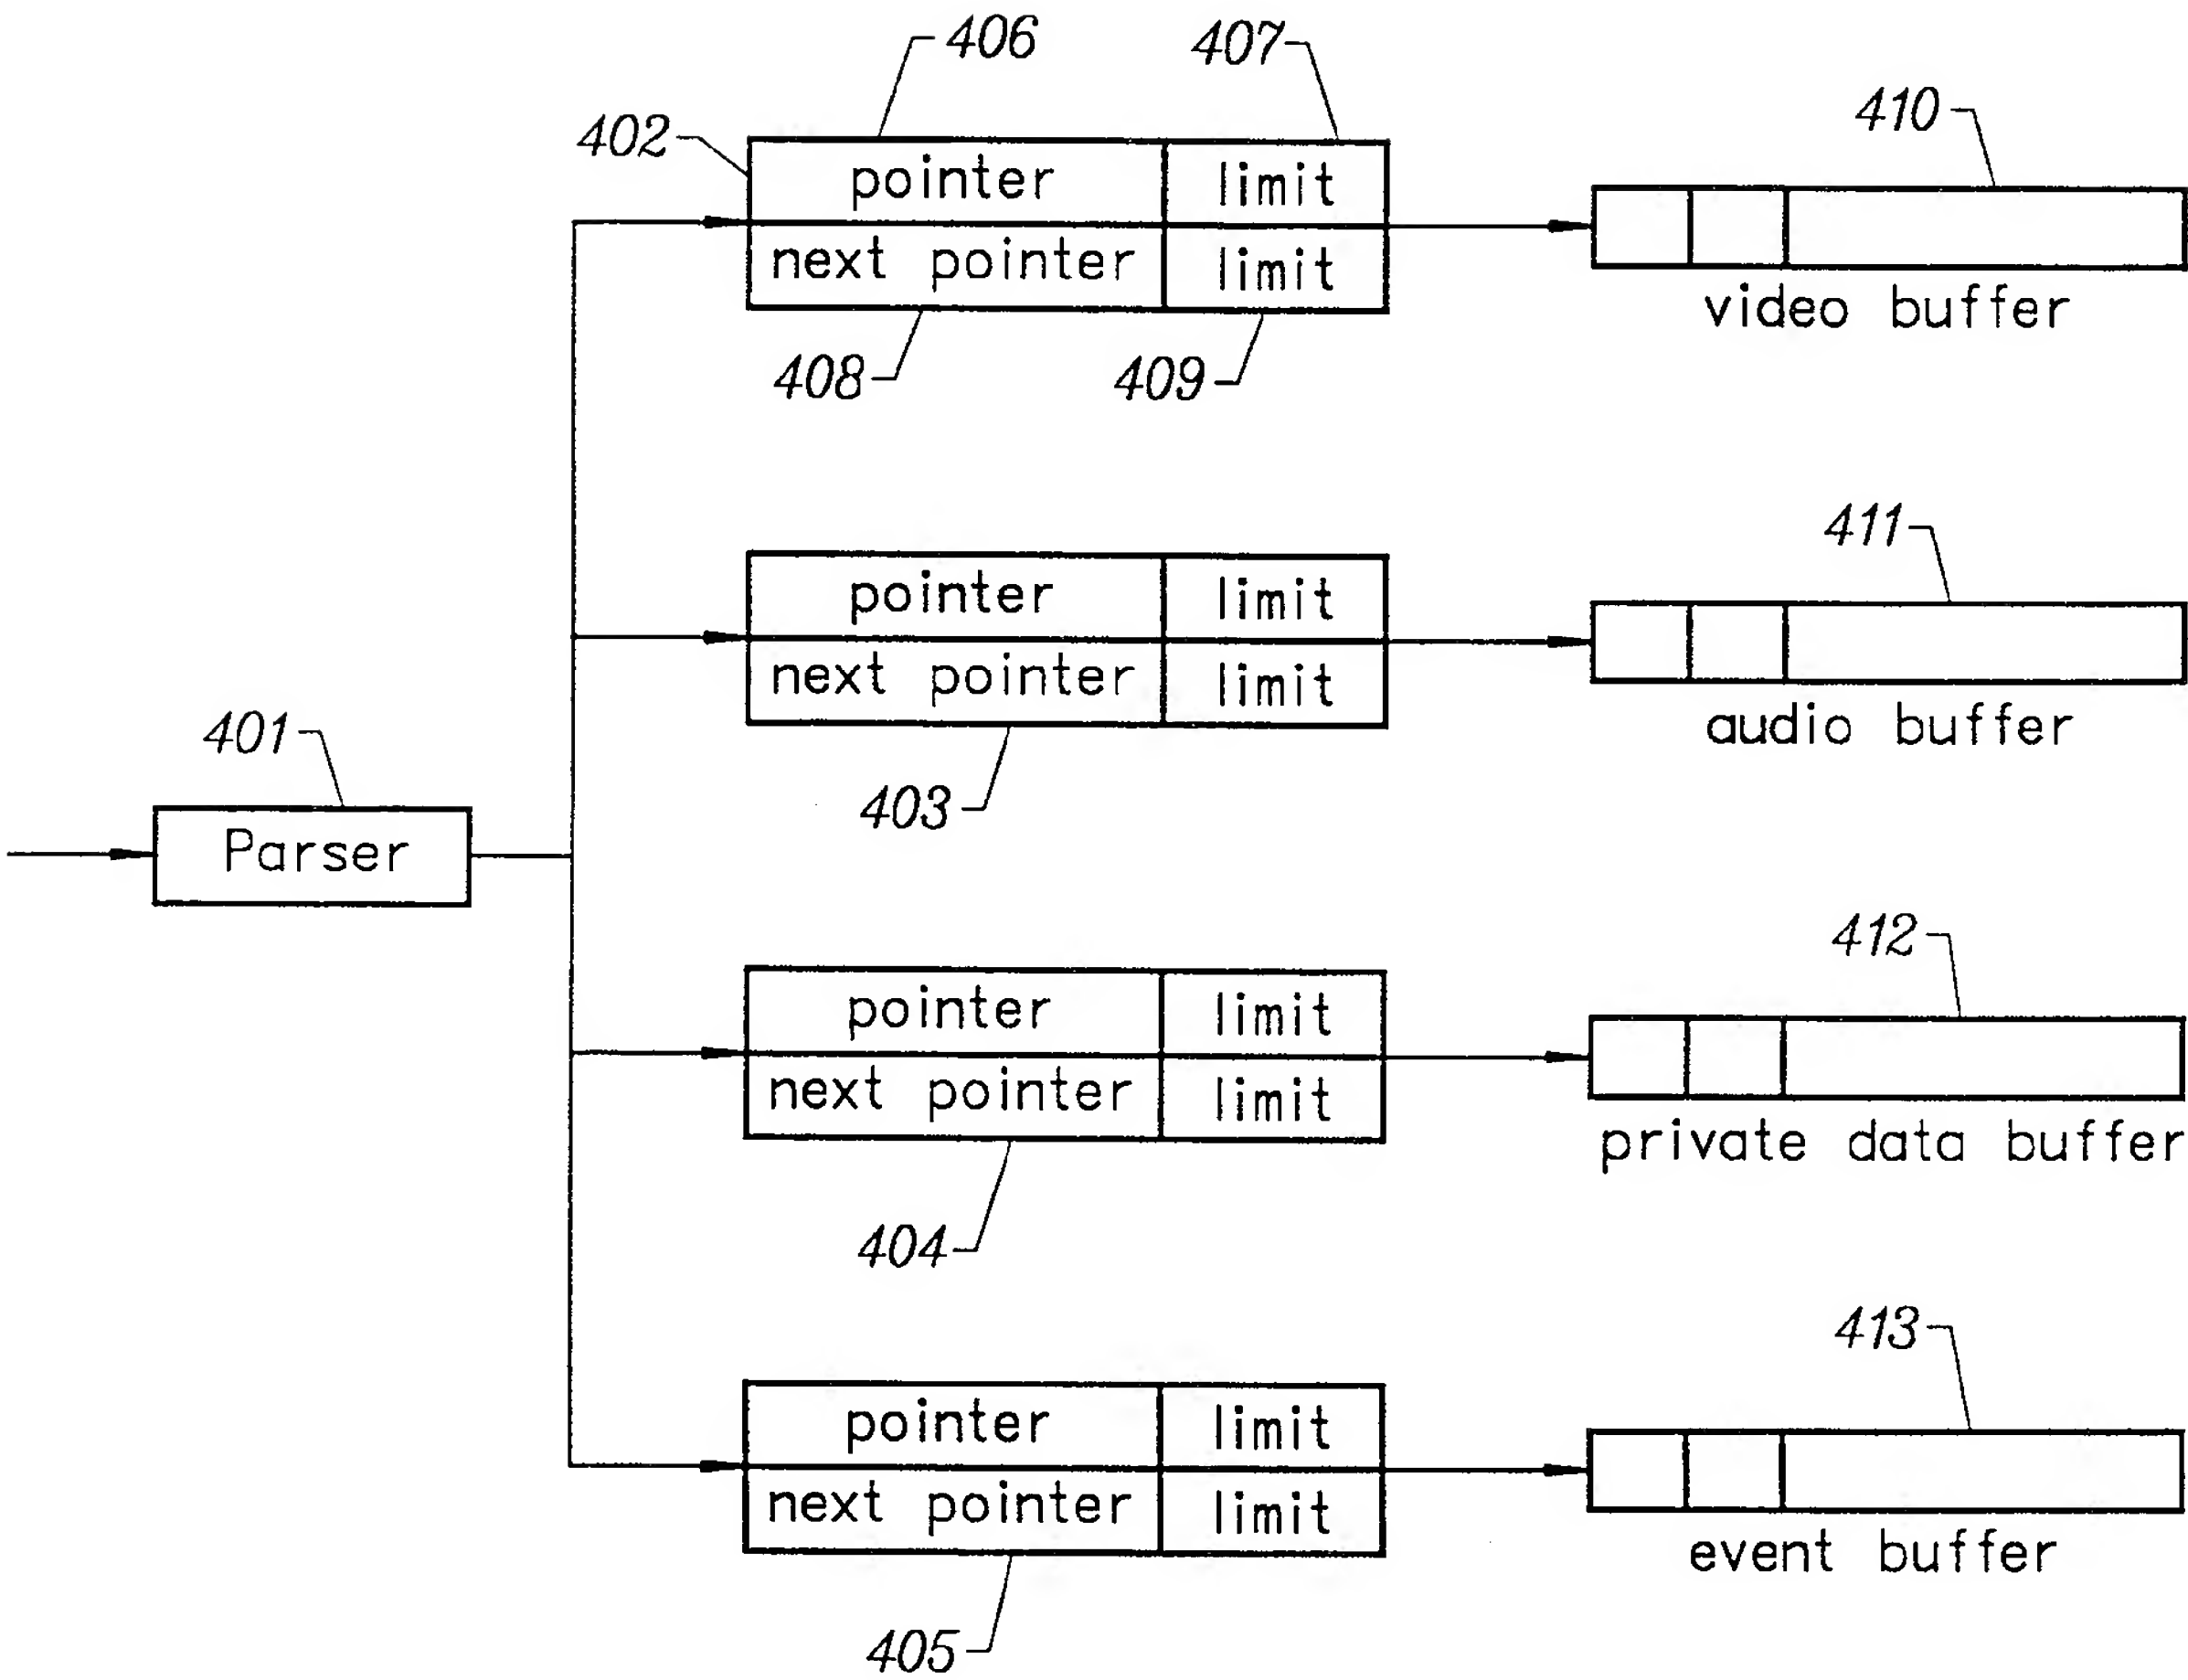 406
407
402
410
pointer limit
next pointer limit
video buffer
408
409
411
pointer limit
next pointer limit
audio buffer
401
403
Parser
412
pointer limit
next pointer limit
private data buffer
404
413
pointer limit
next pointer limit
event buffer
405